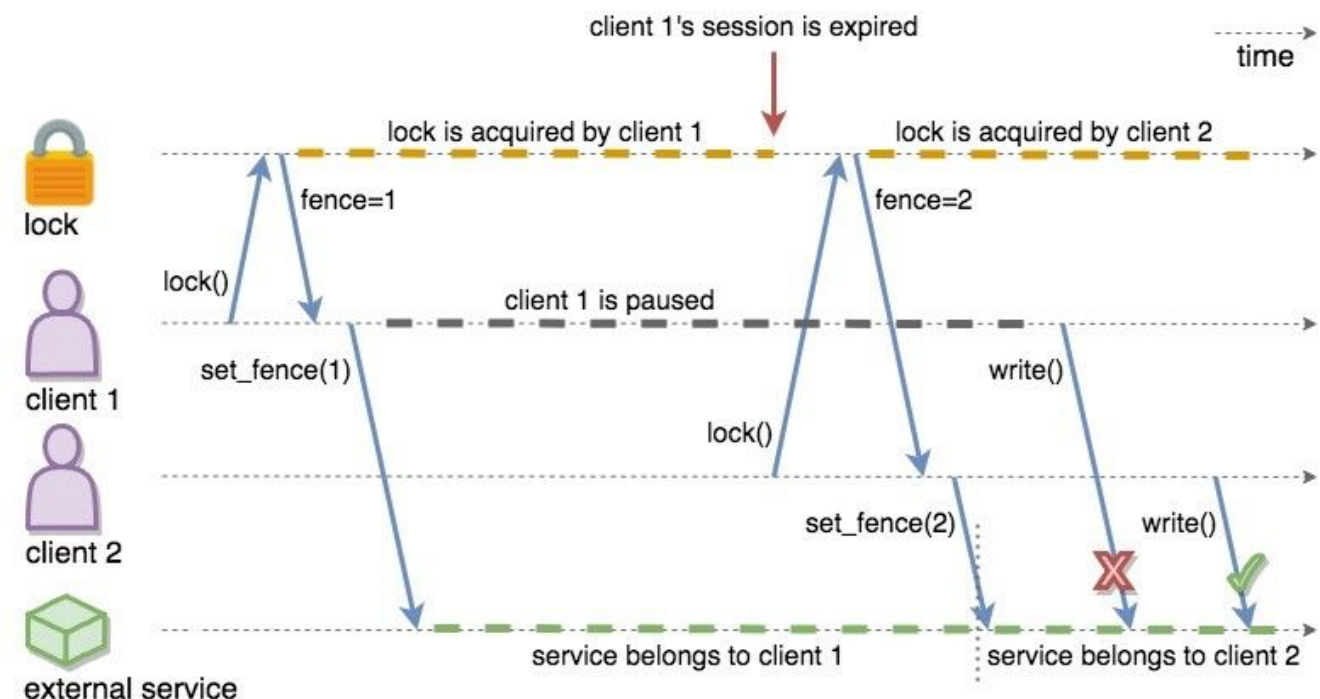 client 1's session is expired
time
lock is acquired by client 1
lock is acquired by client 2
fence=1
fence=2
lock
lock()
client 1 is paused
set_fence(1)
write()
client 1
lock()
set_fence(2)
write()
client 2
service belongs to client 1
service belongs to client 2
external service